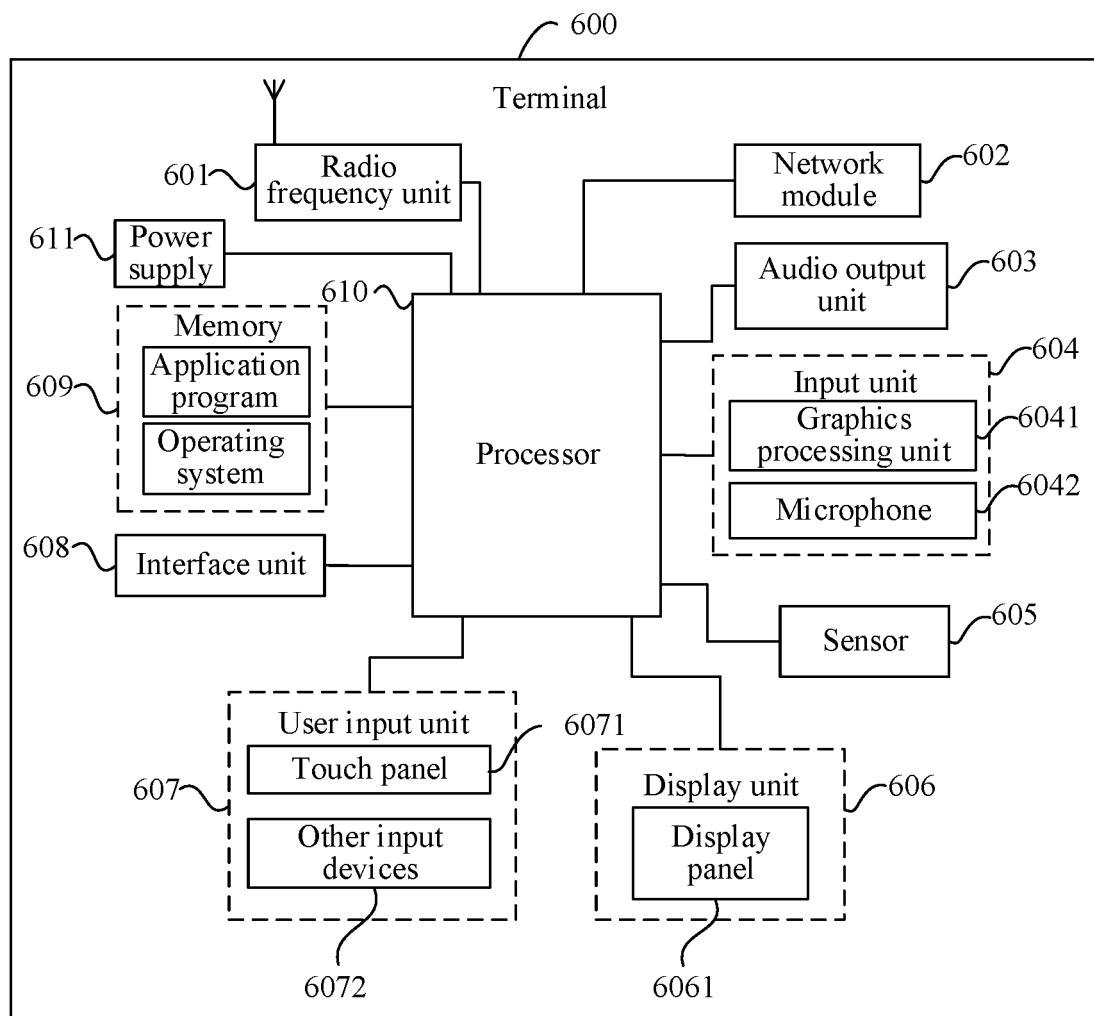 600
Terminal
601
Radio
frequency unit
Network
module
602
611
Power
supply
Audio output
unit
603
610
Memory
Application
program
Operating
system
609
Processor
604
Input unit
Graphics
processing unit
6041
Microphone
6042
608
Interface unit
Sensor
605
User input unit
6071
Touch panel
607
Other input
devices
6072
Display unit
606
Display
panel
6061